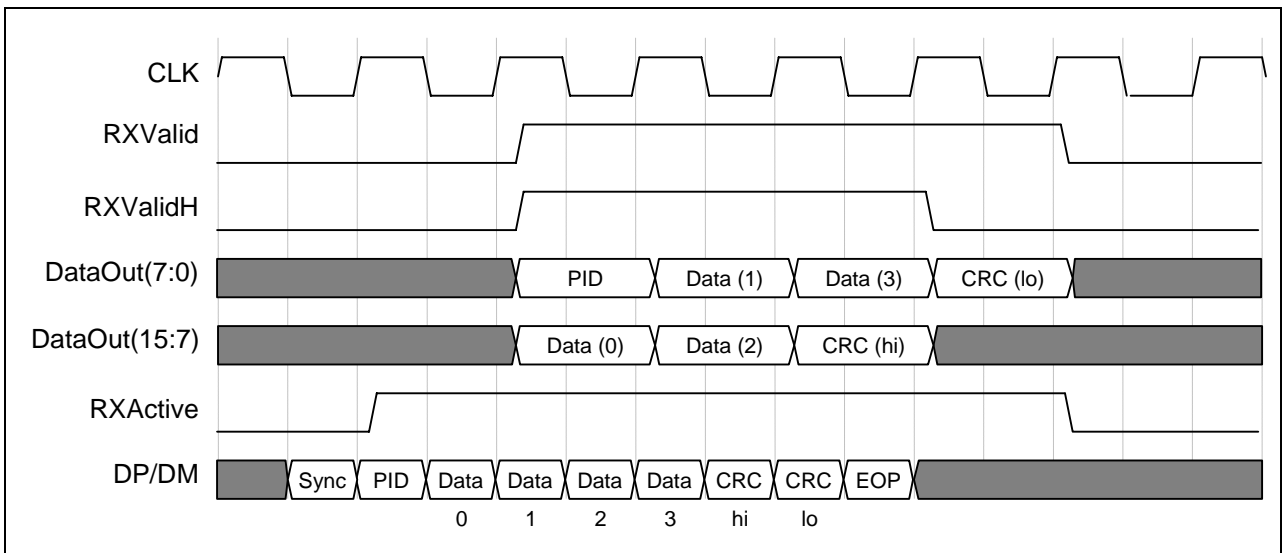 CLK
RXValid
RXValidH
DataOut(7:0) PID Data (1) Data (3) CRC (lo)
DataOut(15:7) Data (0) Data (2) CRC (hi)
RXActive
DP/DM Sync PID Data Data Data Data CRC CRC EOP
0 1 2 3 hi lo